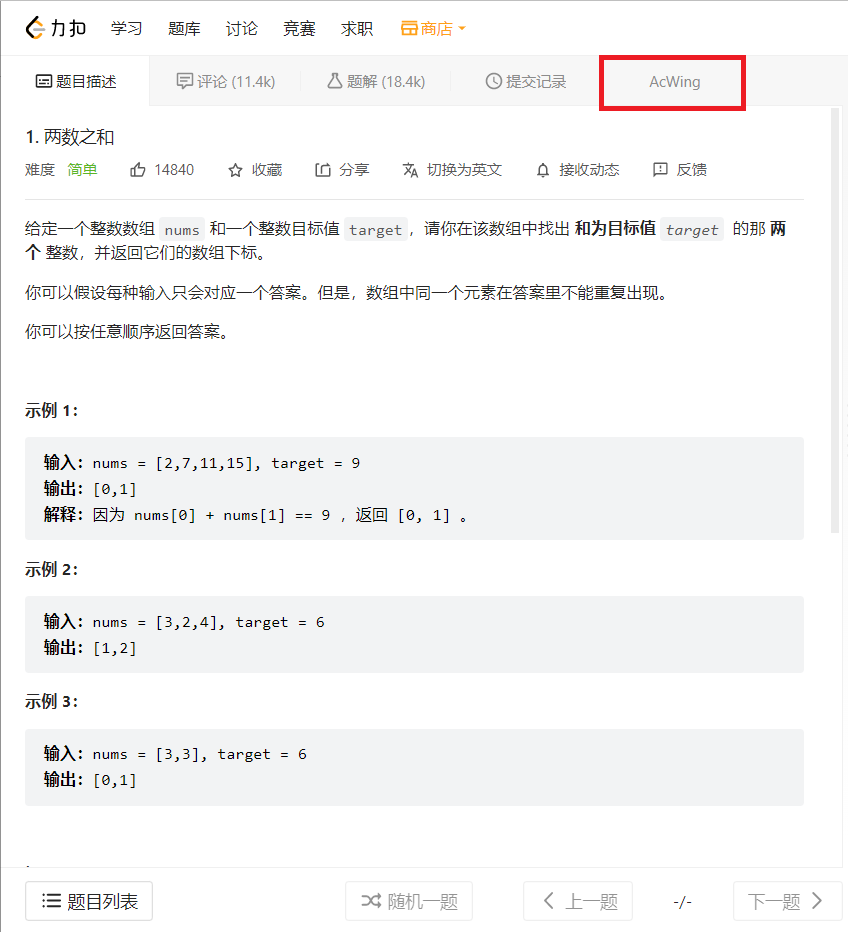 力扣 学习 题库 讨论 竞赛 求职 商店
题目描述 评论 (11.4k) 题解 (18.4k) 提交记录 AcWing
1. 两数之和
难度 简单 14840 收藏 分享 切换为英文 接收动态 反馈
给定一个整数数组 nums 和一个整数目标值 target，请你在该数组中找出 和为目标值 target 的那 两
个 整数，并返回它们的数组下标。
你可以假设每种输入只会对应一个答案。但是，数组中同一个元素在答案里不能重复出现。
你可以按任意顺序返回答案。
示例 1：
输入：nums = [2,7,11,15], target = 9
输出：[0,1]
解释：因为 nums[0] + nums[1] == 9 ，返回 [0, 1] 。
示例 2：
输入：nums = [3,2,4], target = 6
输出：[1,2]
示例 3：
输入：nums = [3,3], target = 6
输出：[0,1]
题目列表 随机一题 上一题 -/- 下一题